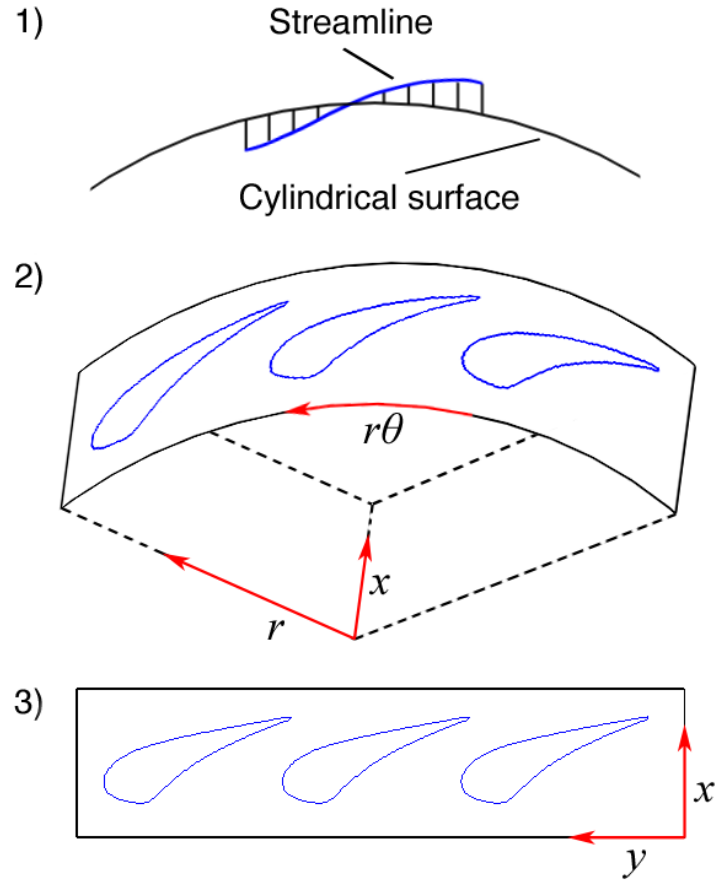 1)
Streamline
Cylindrical surface
2)
rθ
x
r
3)
x
y